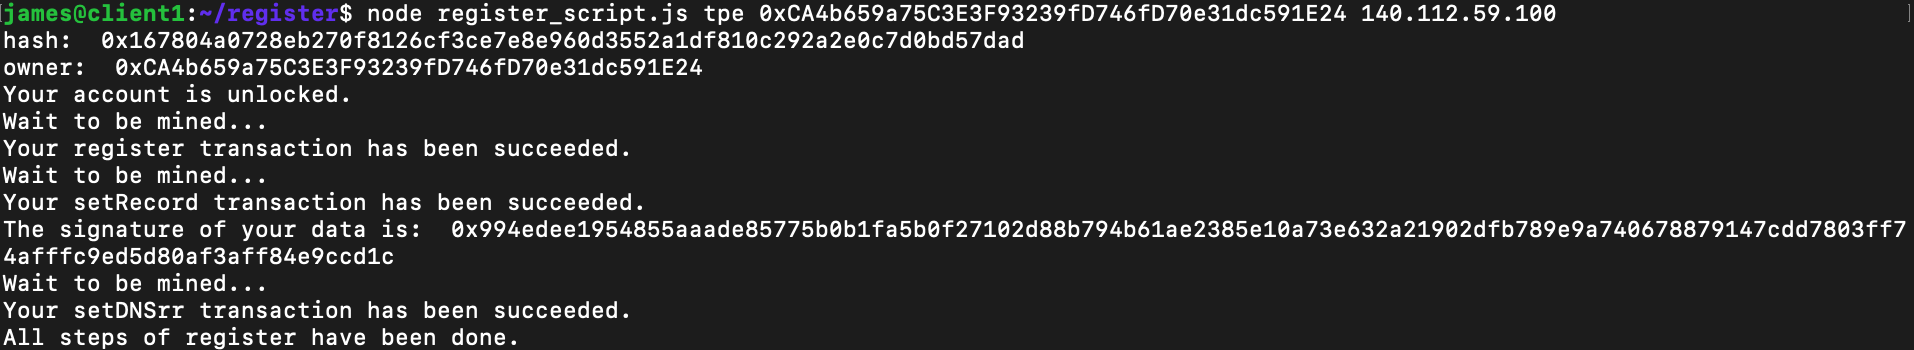 james@client1:~/register$ node register_script.js tpe 0xCA4b659a75C3E3F93239fD746fD70e31dc591E24 140.112.59.100
hash:  0x167804a0728eb270f8126cf3ce7e8e960d3552a1df810c292a2e0c7d0bd57dad
owner:  0xCA4b659a75C3E3F93239fD746fD70e31dc591E24
Your account is unlocked.
Wait to be mined...
Your register transaction has been succeeded.
Wait to be mined...
Your setRecord transaction has been succeeded.
The signature of your data is:  0x994edee1954855aaade85775b0b1fa5b0f27102d88b794b61ae2385e10a73e632a21902dfb789e9a740678879147cdd7803ff7
4afffc9ed5d80af3aff84e9ccd1c
Wait to be mined...
Your setDNSrr transaction has been succeeded.
All steps of register have been done.